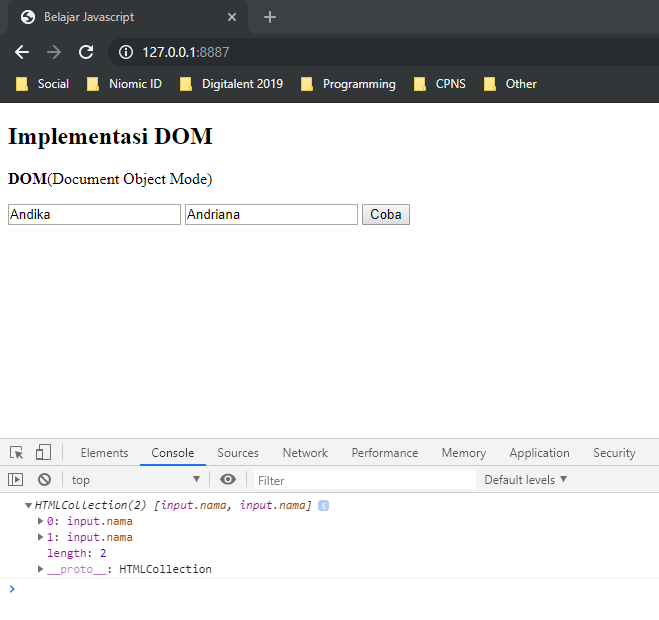 Belajar Javascript
127.0.0.1:8887
Social Niomic ID Digitalent 2019 Programming CPNS Other
Implementasi DOM
DOM(Document Object Mode)
Andika Andriana Coba
Elements Console Sources Network Performance Memory Application Security
top Filter Default levels
HTMLCollection(2) [input.nama, input.nama]
0: input.nama
1: input.nama
length: 2
__proto__: HTMLCollection